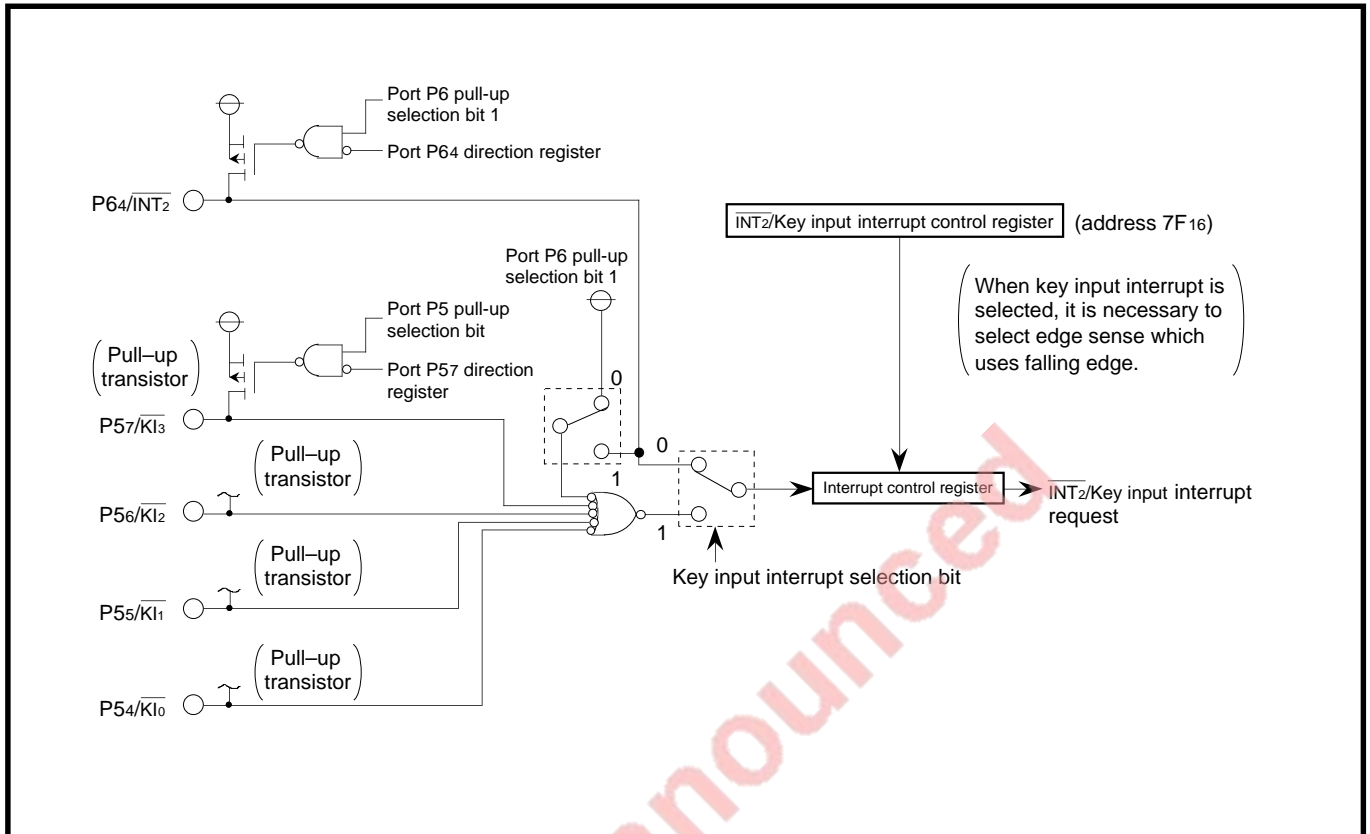 Port P6 pull-up
selection bit 1
Port P64 direction register
P64/INT2
INT2/Key input interrupt control register (address 7F16)
Port P6 pull-up
selection bit 1
When key input interrupt is
selected, it is necessary to
select edge sense which
uses falling edge.
Port P5 pull-up
selection bit
Port P57 direction
register
Pull–up
transistor
P57/KI3
0
1
0
1
Interrupt control register
INT2/Key input interrupt
request
Key input interrupt selection bit
Pull–up
transistor
P56/KI2
Pull–up
transistor
P55/KI1
Pull–up
transistor
P54/KI0